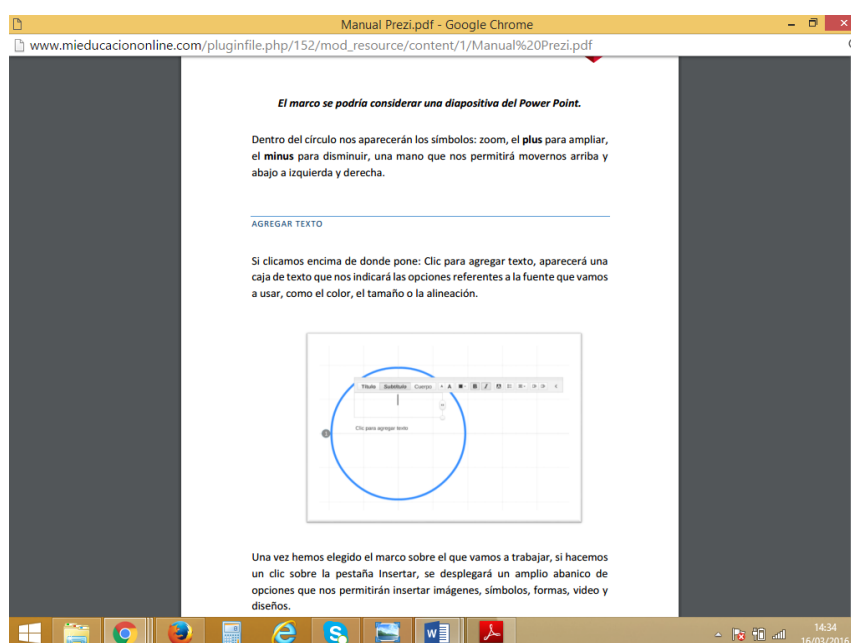 Manual Prezi.pdf - Google Chrome
www.mieducaciononline.com/pluginfile.php/152/mod_resource/content/1/Manual%20Prezi.pdf
El marco se podría considerar una diapositiva del Power Point.
Dentro del círculo nos aparecerán los símbolos: zoom, el plus para ampliar,
el minus para disminuir, una mano que nos permitirá movernos arriba y
abajo a izquierda y derecha.
AGREGAR TEXTO
Si clicamos encima de donde pone: Clic para agregar texto, aparecerá una
caja de texto que nos indicará las opciones referentes a la fuente que vamos
a usar, como el color, el tamaño o la alineación.
Título Subtítulo Cuerpo A B I
Clic para agregar texto
Una vez hemos elegido el marco sobre el que vamos a trabajar, si hacemos
un clic sobre la pestaña Insertar, se desplegará un amplio abanico de
opciones que nos permitirán insertar imágenes, símbolos, formas, video y
diseños.
14:34
16/03/2016